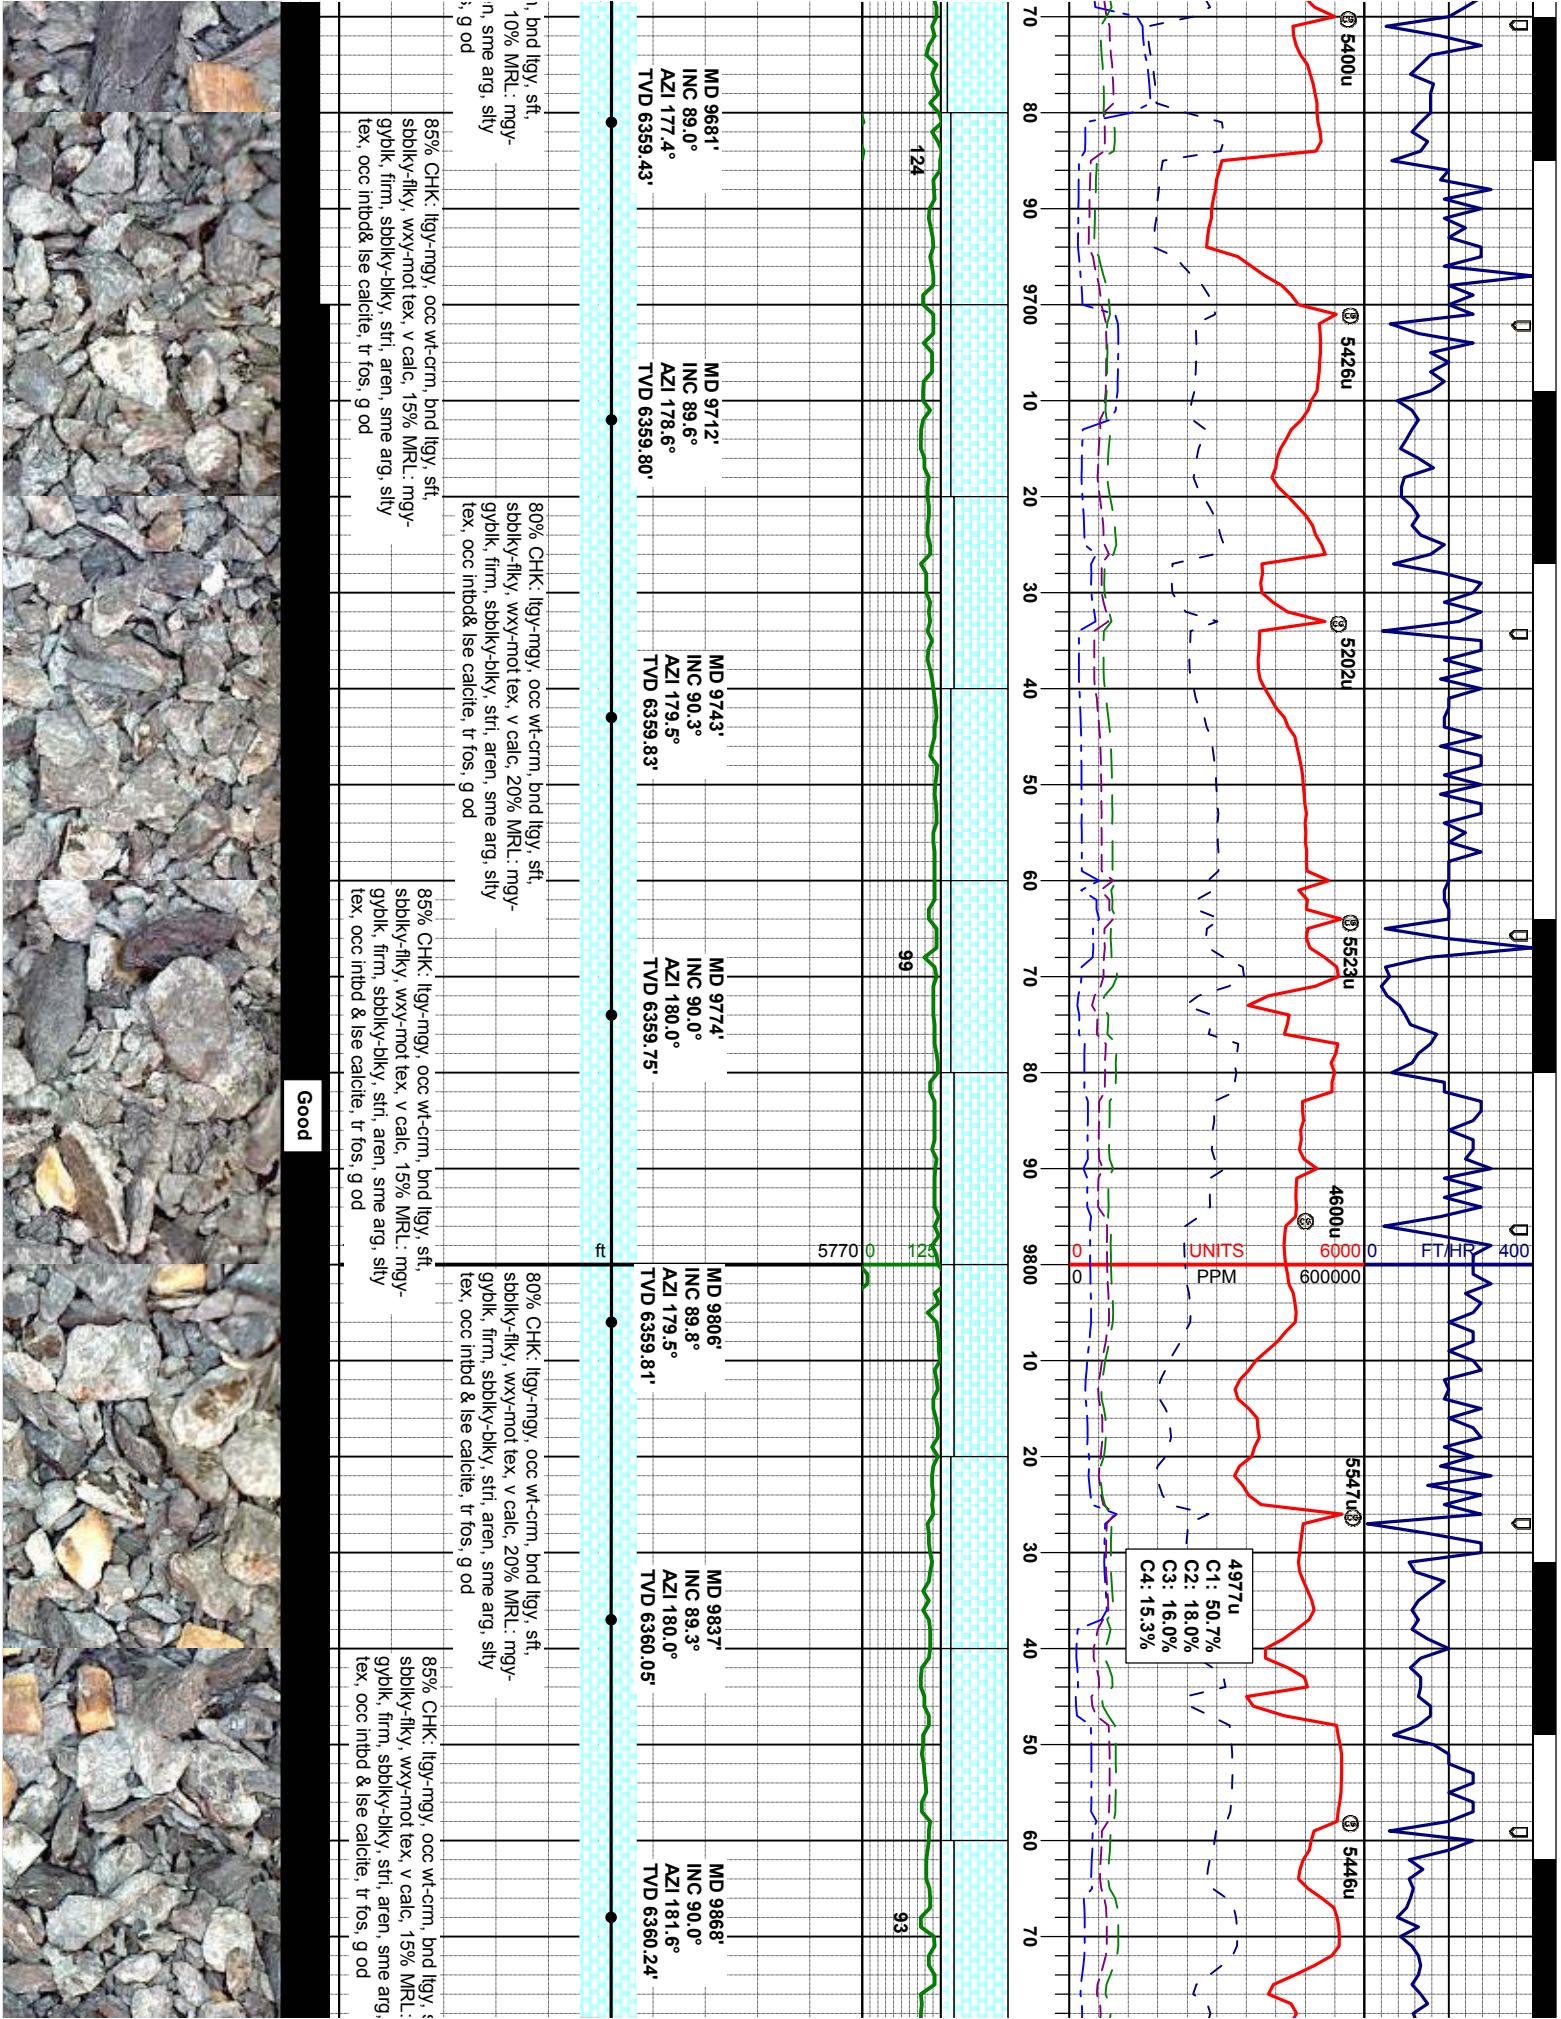 , bnd ltgy, sft,
10% MRL: mgy-
n, sme arg, slty
, g od
85% CHK: ltgy-mgy, occ wt-crm, bnd ltgy, sft,
sbblky-flky, wxy-mot tex, v calc, 15% MRL: mgy-
gyblk, firm, sbblky-blky, stri, aren, sme arg, slty
tex, occ intbd& lse calcite, tr fos, g od
80% CHK: ltgy-mgy, occ wt-crm, bnd ltgy, sft,
sbblky-flky, wxy-mot tex, v calc, 20% MRL: mgy-
gyblk, firm, sbblky-blky, stri, aren, sme arg, slty
tex, occ intbd& lse calcite, tr fos, g od
85% CHK: ltgy-mgy, occ wt-crm, bnd ltgy, sft,
sbblky-flky, wxy-mot tex, v calc, 15% MRL: mgy-
gyblk, firm, sbblky-blky, stri, aren, sme arg, slty
tex, occ intbd & lse calcite, tr fos, g od
80% CHK: ltgy-mgy, occ wt-crm, bnd ltgy, sft,
sbblky-flky, wxy-mot tex, v calc, 20% MRL: mgy-
gyblk, firm, sbblky-blky, stri, aren, sme arg, slty
tex, occ intbd & lse calcite, tr fos, g od
85% CHK: ltgy-mgy, occ wt-crm, bnd ltgy, s
sbblky-flky, wxy-mot tex, v calc, 15% MRL:
gyblk, firm, sbblky-blky, stri, aren, sme arg,
tex, occ intbd & lse calcite, tr fos, g od
Good
MD 9681'
INC 89.0°
AZI 177.4°
TVD 6359.43'
MD 9712'
INC 89.6°
AZI 178.6°
TVD 6359.80'
MD 9743'
INC 90.3°
AZI 179.5°
TVD 6359.83'
MD 9774'
INC 90.0°
AZI 180.0°
TVD 6359.75'
MD 9806'
INC 89.8°
AZI 179.5°
TVD 6359.81'
MD 9837'
INC 89.3°
AZI 180.0°
TVD 6360.05'
MD 9868'
INC 90.0°
AZI 181.6°
TVD 6360.24'
ft
5770
0 125
124
99
93
70 80 90 9700 10 20 30 40 50 60 70 80 90 9800 10 20 30 40 50 60 70
0 UNITS 6000
0 PPM 600000
0 FT/HR 400
CG 5400u
CG 5426u
CG 5202u
CG 5523u
4600u CG
5547u CG
CG 5446u
4977u
C1: 50.7%
C2: 18.0%
C3: 16.0%
C4: 15.3%